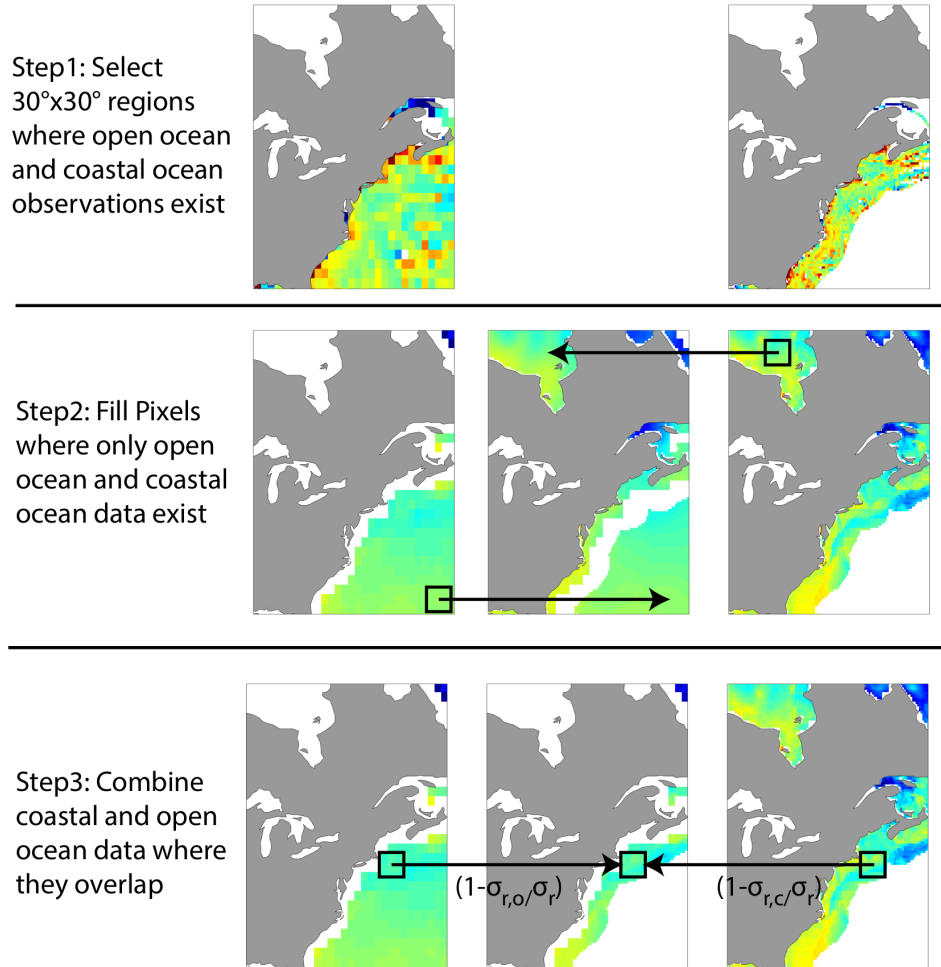 Step1: Select
30°x30° regions
where open ocean
and coastal ocean
observations exist
Step2: Fill Pixels
where only open
ocean and coastal
ocean data exist
Step3: Combine
coastal and open
ocean data where
they overlap
(1-σr,o/σr)
(1-σr,c/σr)